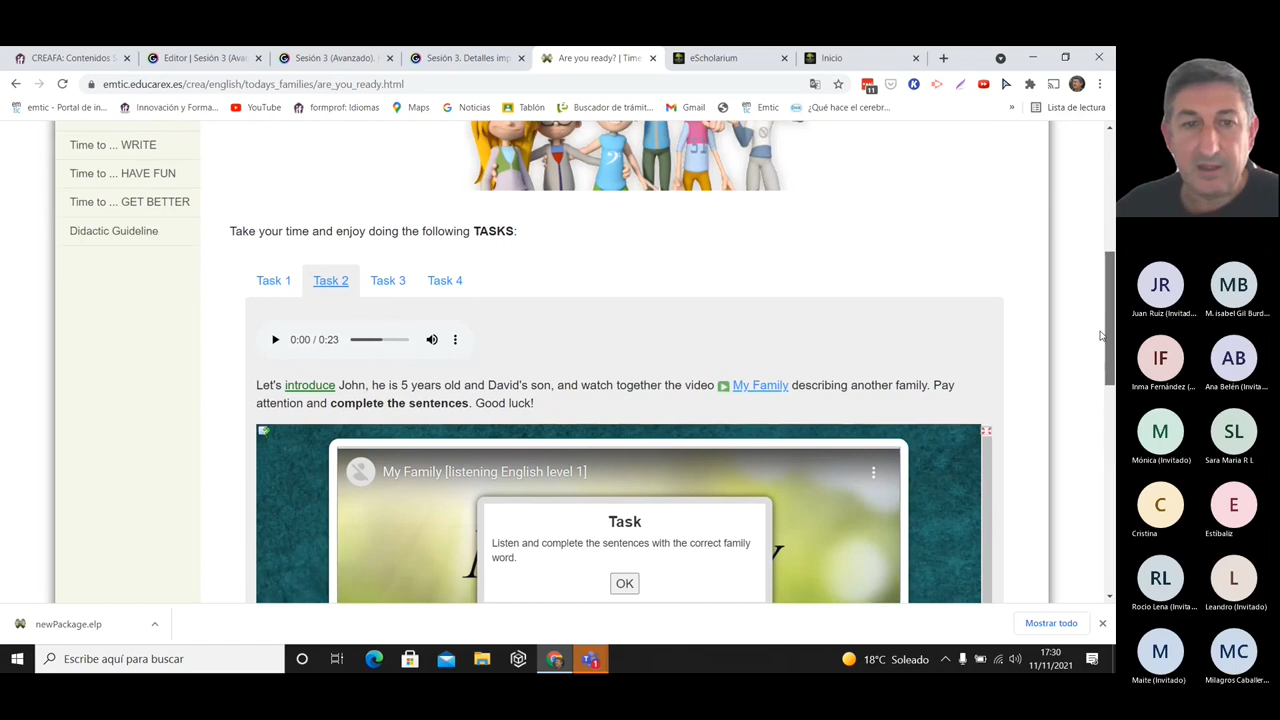 CREAFA: Contenidos
Editor | Sesión 3 (Ava
Sesión 3 (Avanzado).
Sesión 3. Detalles imp
Are you ready? | Time
eScholarium
Inicio
emtic.educarex.es/crea/english/todays_families/are_you_ready.html
11
emtic - Portal de in...
Innovación y Forma...
YouTube
formprof: Idiomas
Maps
Noticias
Tablón
Buscador de trámit...
Gmail
Emtic
¿Qué hace el cerebr...
»
Lista de lectura
Time to ... WRITE
Time to ... HAVE FUN
Time to ... GET BETTER
Didactic Guideline
Take your time and enjoy doing the following TASKS:
Task 1
Task 2
Task 3
Task 4
0:00 / 0:23
Let's introduce John, he is 5 years old and David's son, and watch together the video My Family describing another family. Pay
attention and complete the sentences. Good luck!
My Family [listening English level 1]
Task
Listen and complete the sentences with the correct family
word.
OK
newPackage.elp
Mostrar todo
Escribe aquí para buscar
18°C Soleado
17:30
11/11/2021
JR
Juan Ruiz (Invitad...
MB
M. isabel Gil Burd...
IF
Inma Fernández (...
AB
Ana Belén (Invita...
M
Mónica (Invitado)
SL
Sara Maria R L
C
Cristina
E
Estíbaliz
RL
Rocio Lena (Invita...
L
Leandro (Invitado)
M
Maite (Invitado)
MC
Milagros Caballer...